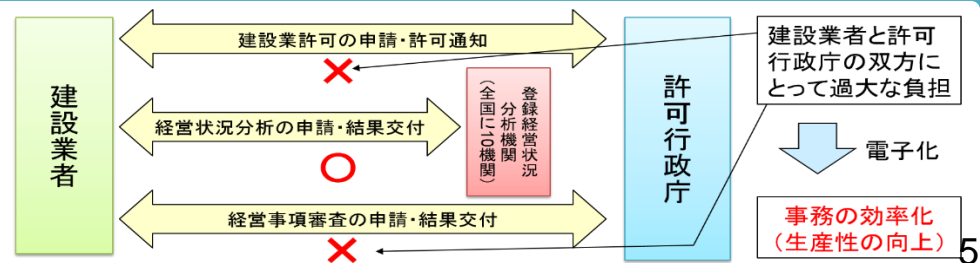 建設業者
建設業許可の申請・許可通知
×
経営状況分析の申請・結果交付
○
経営事項審査の申請・結果交付
×
登録経営状況
分析機関
(全国に10機関)
許可行政庁
建設業者と許可
行政庁の双方に
とって過大な負担
電子化
事務の効率化
(生産性の向上)
5